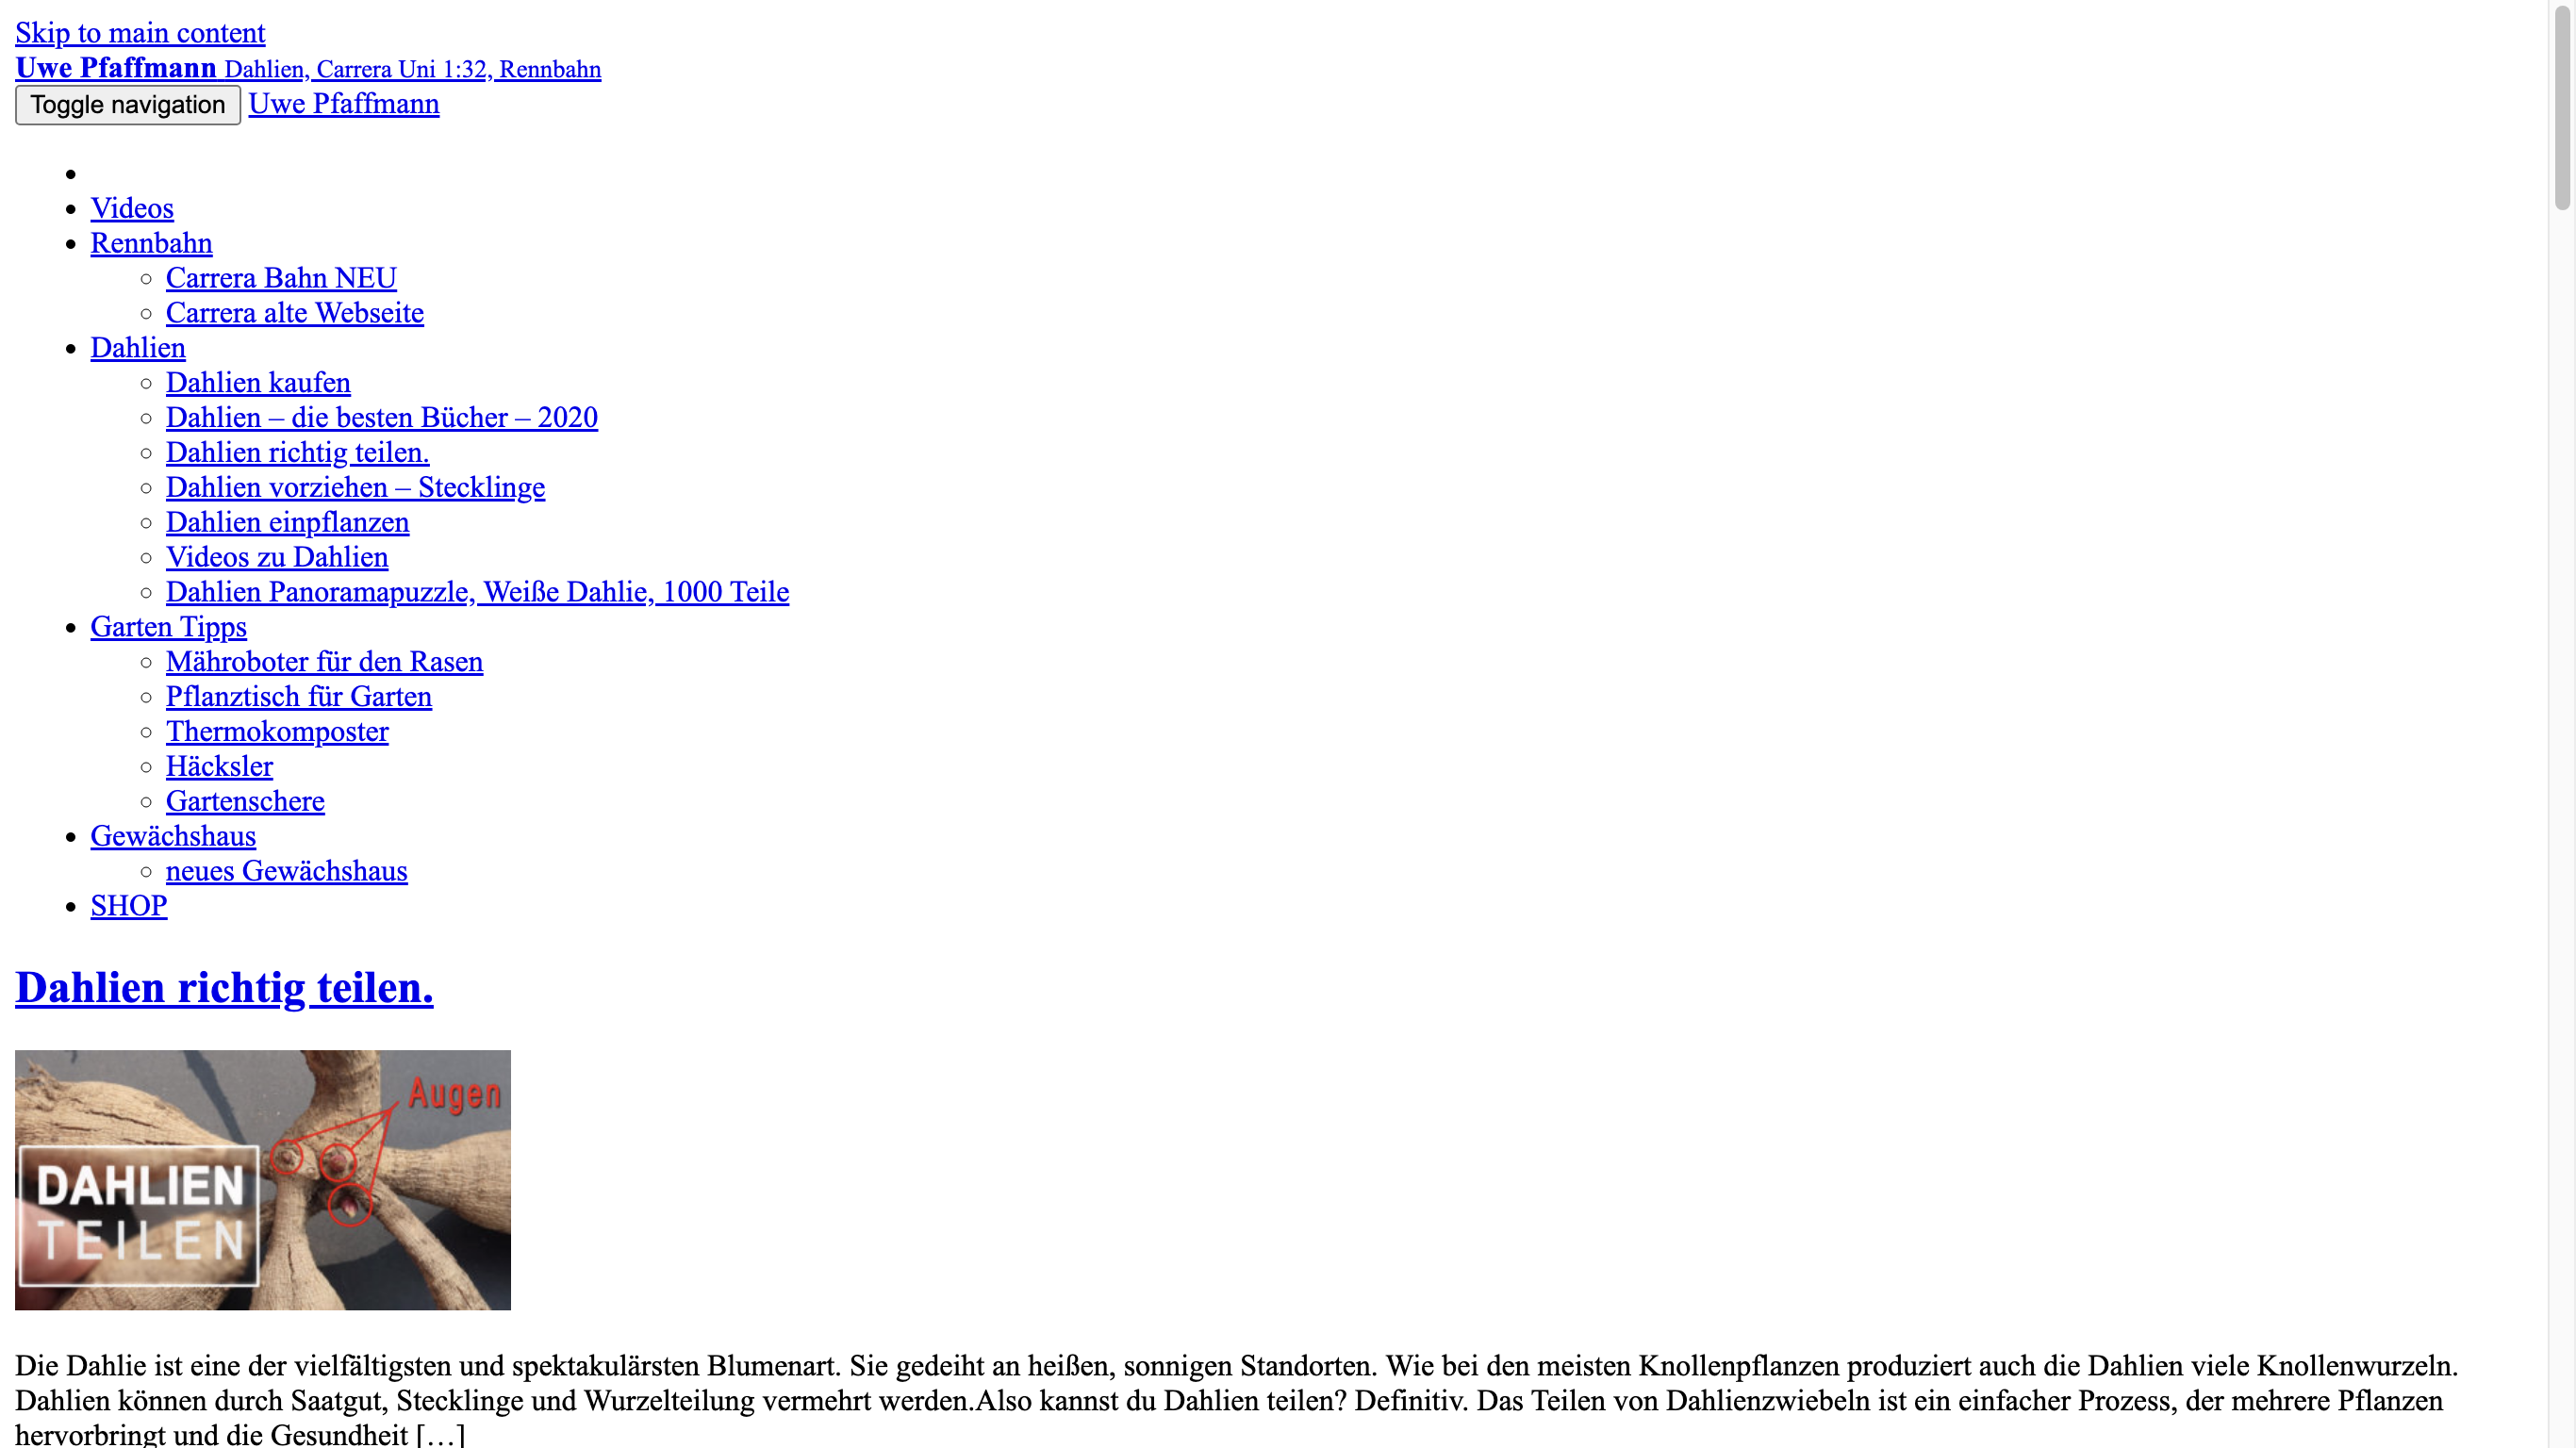 Skip to main content
Uwe Pfaffmann Dahlien, Carrera Uni 1:32, Rennbahn
Toggle navigation Uwe Pfaffmann
Videos
Rennbahn
Carrera Bahn NEU
Carrera alte Webseite
Dahlien
Dahlien kaufen
Dahlien – die besten Bücher – 2020
Dahlien richtig teilen.
Dahlien vorziehen – Stecklinge
Dahlien einpflanzen
Videos zu Dahlien
Dahlien Panoramapuzzle, Weiße Dahlie, 1000 Teile
Garten Tipps
Mähroboter für den Rasen
Pflanztisch für Garten
Thermokomposter
Häcksler
Gartenschere
Gewächshaus
neues Gewächshaus
SHOP
Dahlien richtig teilen.
Augen
DAHLIEN
TEILEN
Die Dahlie ist eine der vielfältigsten und spektakulärsten Blumenart. Sie gedeiht an heißen, sonnigen Standorten. Wie bei den meisten Knollenpflanzen produziert auch die Dahlien viele Knollenwurzeln.
Dahlien können durch Saatgut, Stecklinge und Wurzelteilung vermehrt werden.Also kannst du Dahlien teilen? Definitiv. Das Teilen von Dahlienzwiebeln ist ein einfacher Prozess, der mehrere Pflanzen
hervorbringt und die Gesundheit […]